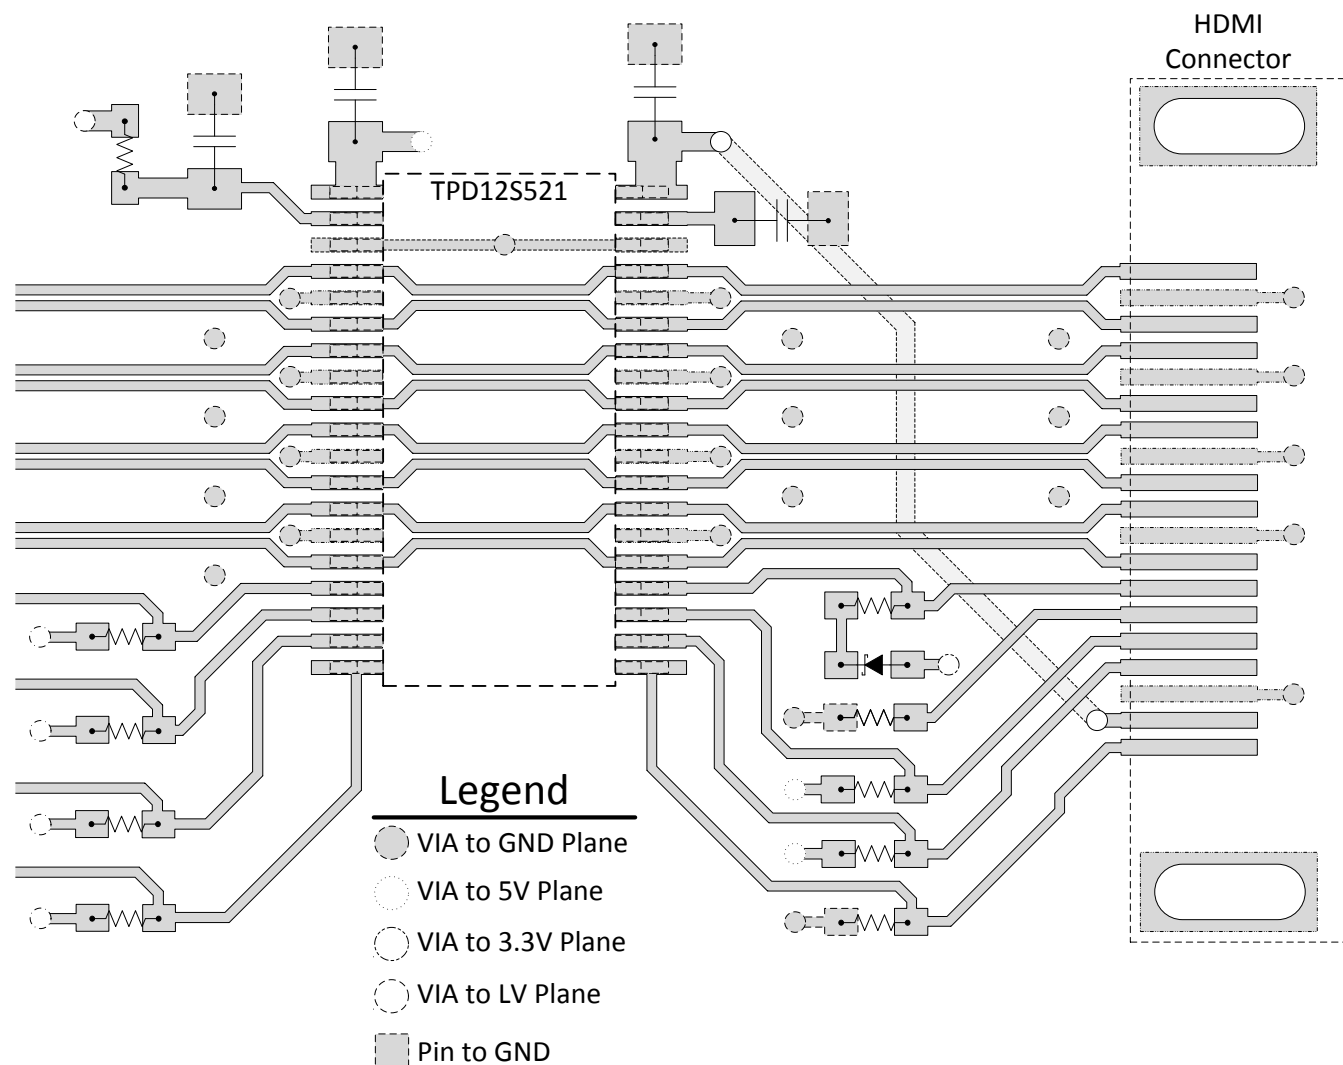 HDMI
Connector
TPD12S521
Legend
VIA to GND Plane
VIA to 5V Plane
VIA to 3.3V Plane
VIA to LV Plane
Pin to GND